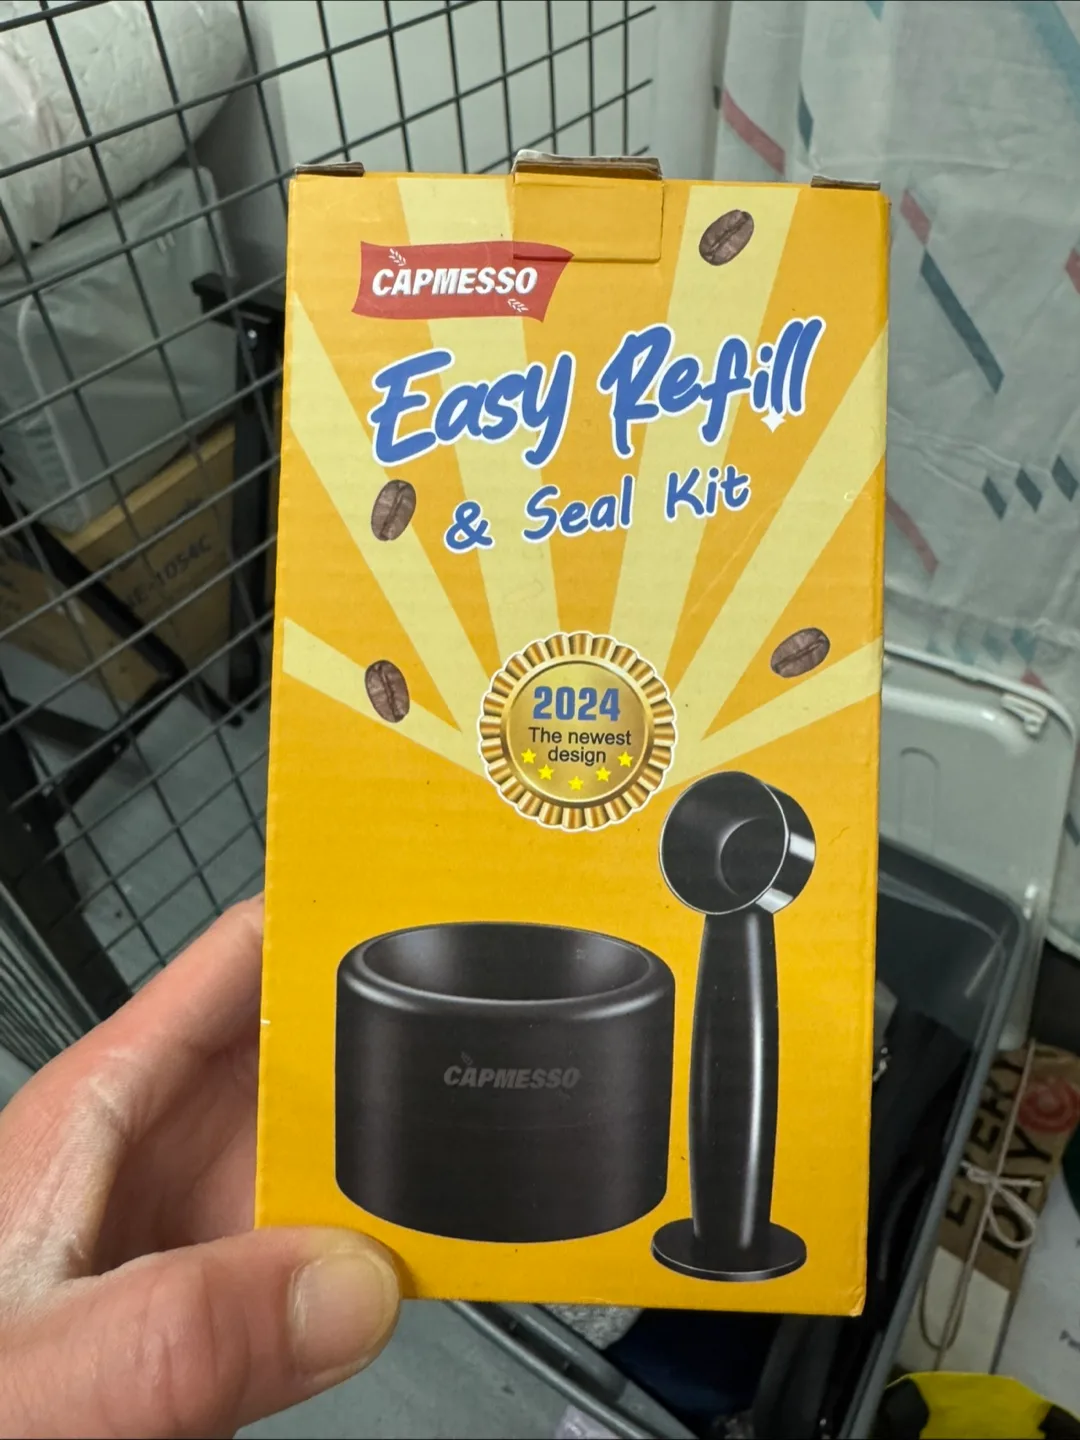 CAPMESSO
Easy Refill
& Seal Kit
2024
The newest
design
CAPMESSO